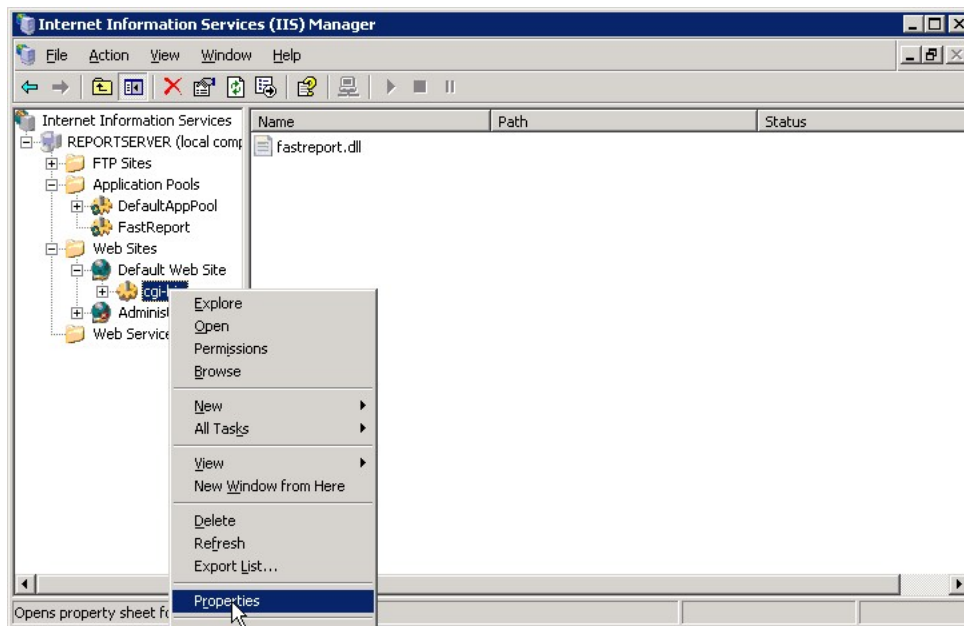 Internet Information Services (IIS) Manager
File Action View Window Help
Internet Information Services
REPORTSERVER (local comp
FTP Sites
Application Pools
DefaultAppPool
FastReport
Web Sites
Default Web Site
cgi-
Administ
Web Service
Name Path Status
fastreport.dll
Explore
Open
Permissions
Browse
New
All Tasks
View
New Window from Here
Delete
Refresh
Export List...
Properties
Opens property sheet fo